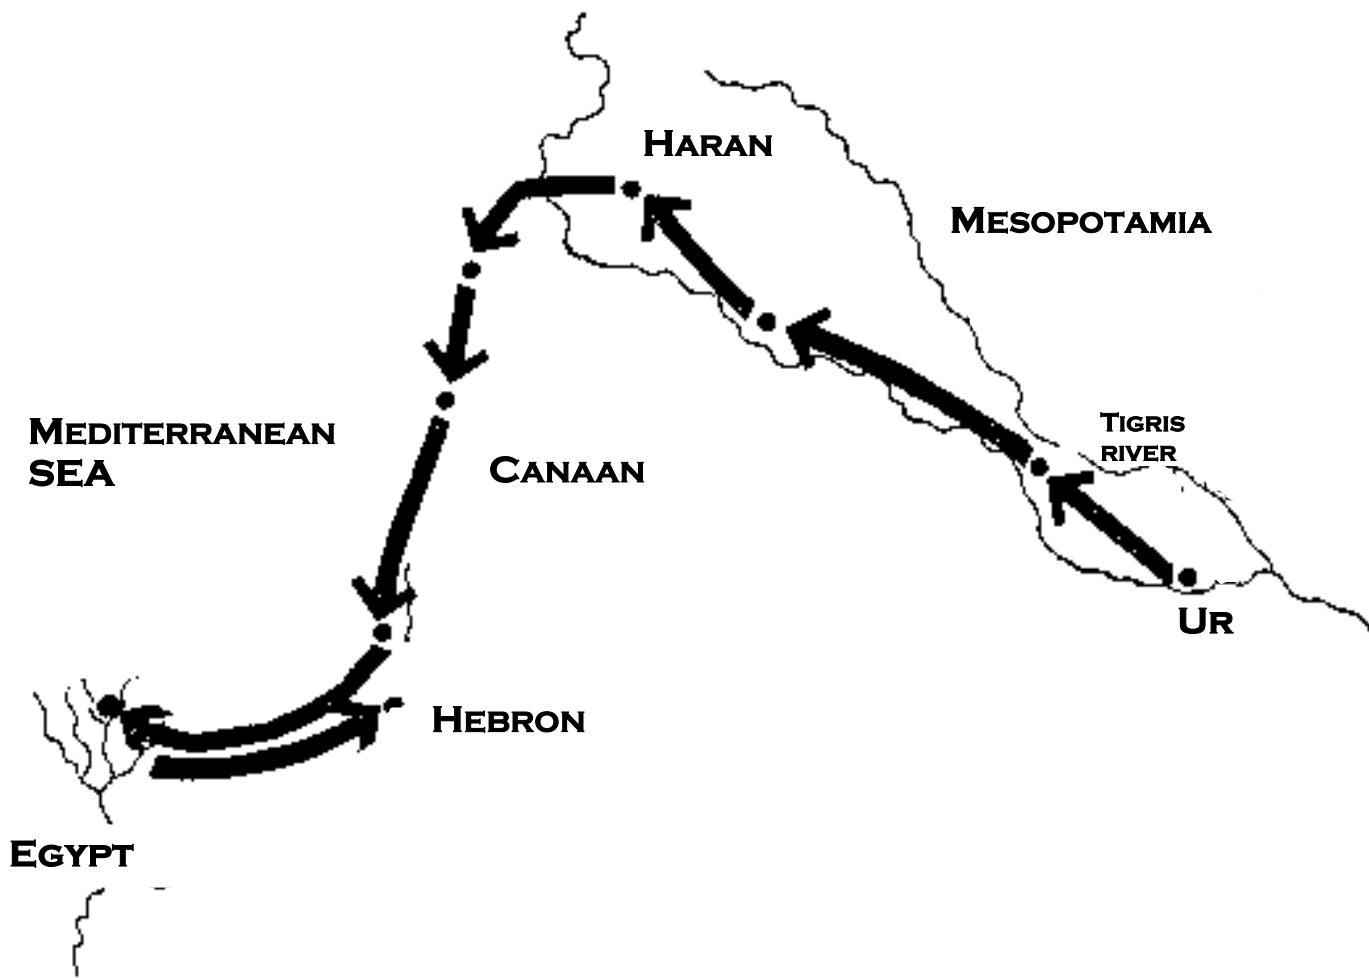 HARAN
MESOPOTAMIA
TIGRIS
RIVER
MEDITERRANEAN
SEA
CANAAN
UR
HEBRON
EGYPT